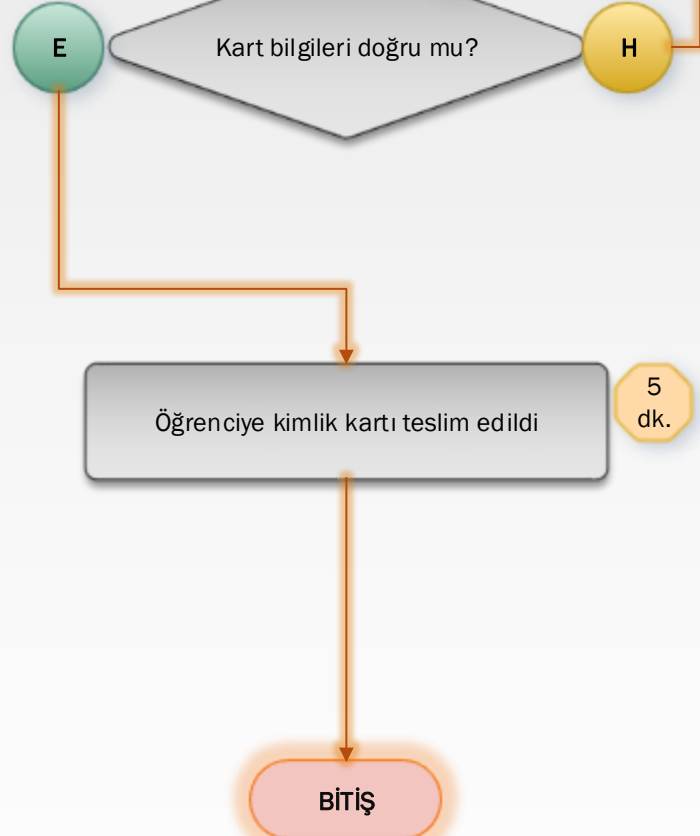 E
Kart bilgileri doğru mu?
H
Öğrenciye kimlik kartı teslim edildi
5
dk.
BİTİŞ